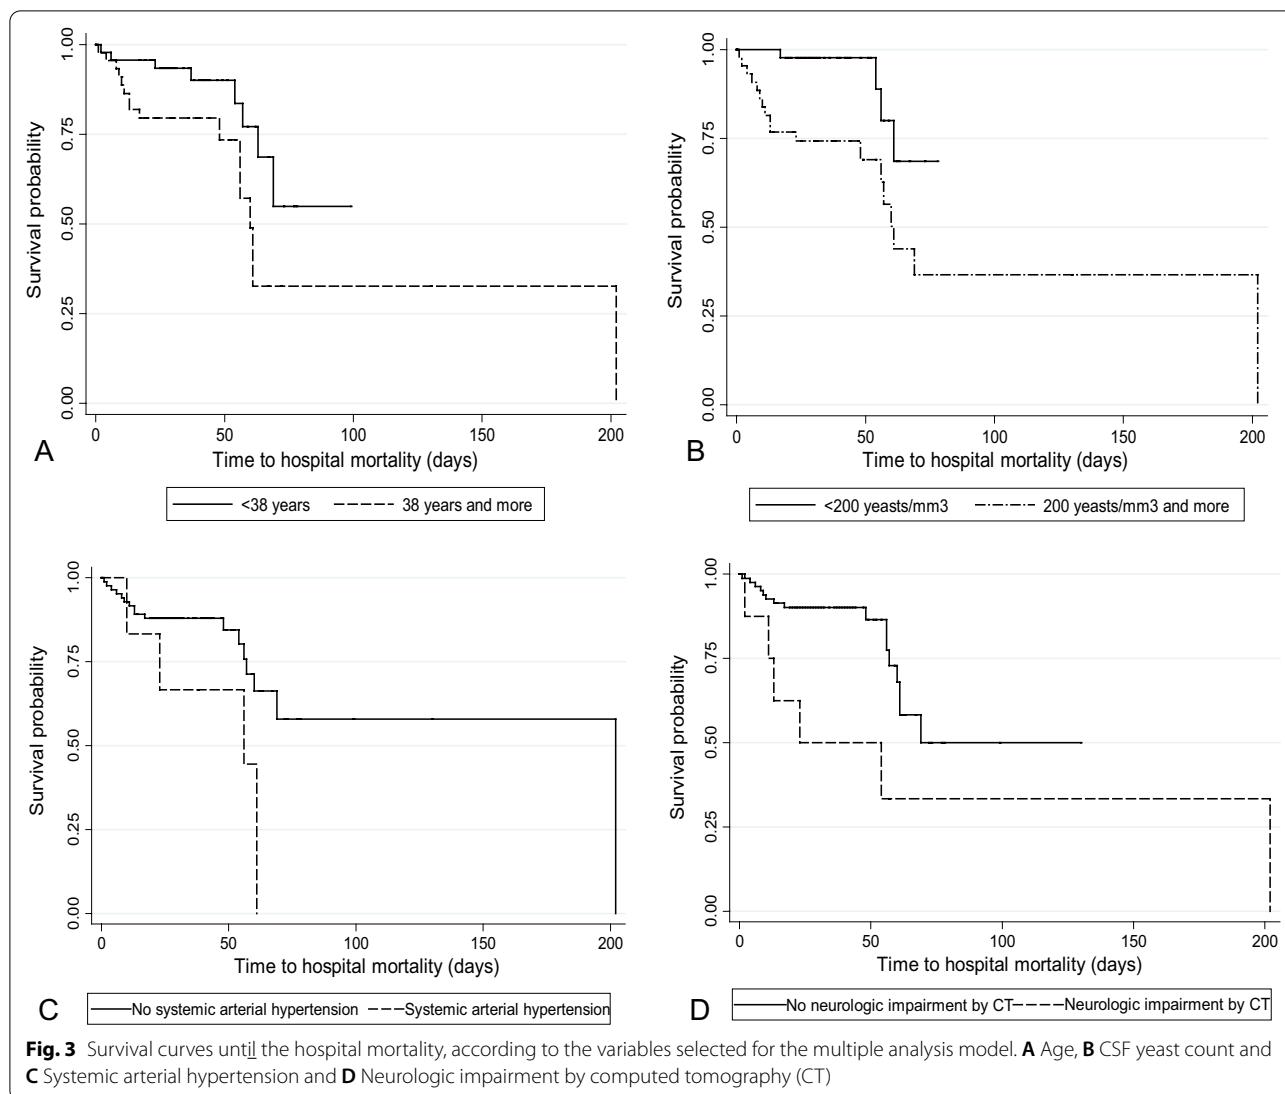 Survival probability
1.00
0.75
0.50
0.25
0.00
0 50 100 150 200
A
Time to hospital mortality (days)
<38 years 38 years and more
Survival probability
1.00
0.75
0.50
0.25
0.00
0 50 100 150 200
B
Time to hospital mortality (days)
<200 yeasts/mm3 200 yeasts/mm3 and more
Survival probability
1.00
0.75
0.50
0.25
0.00
0 50 100 150 200
Time to hospital mortality (days)
C
No systemic arterial hypertension Systemic arterial hypertension
Survival probability
1.00
0.75
0.50
0.25
0.00
0 50 100 150 200
Time to hospital mortality (days)
D
No neurologic impairment by CT Neurologic impairment by CT
Fig. 3 Survival curves until the hospital mortality, according to the variables selected for the multiple analysis model. A Age, B CSF yeast count and
C Systemic arterial hypertension and D Neurologic impairment by computed tomography (CT)